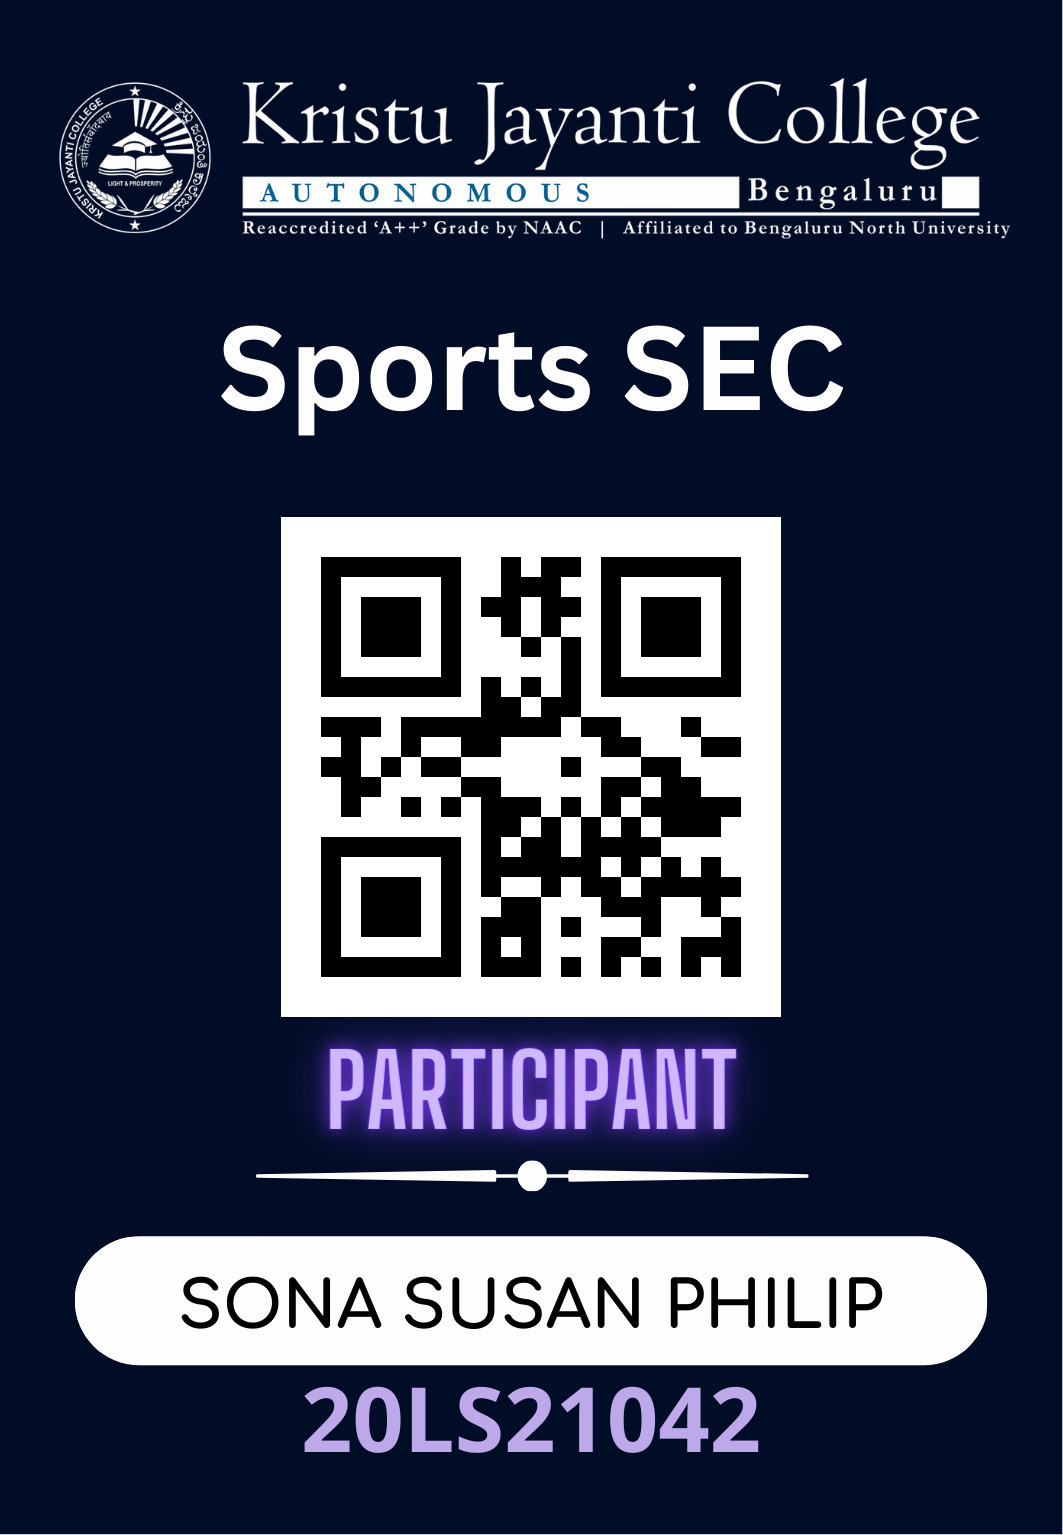 KRISTU JAYANTI COLLEGE
ಕ್ರಿಸ್ತು ಜಯಂತಿ ಕಾಲೇಜು
LIGHT & PROSPERITY
Kristu Jayanti College
AUTONOMOUS Bengaluru
Reaccredited ‘A++’ Grade by NAAC | Affiliated to Bengaluru North University
Sports SEC
PARTICIPANT
SONA SUSAN PHILIP
20LS21042